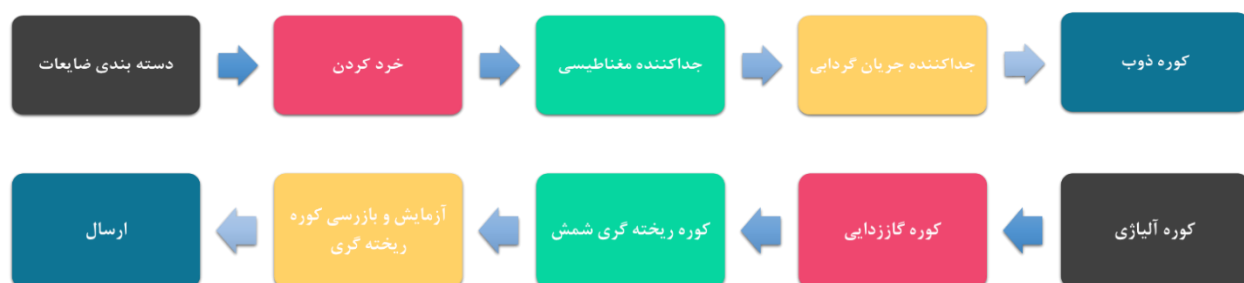 دسته بندی ضایعات
خرد کردن
جداکننده مغناطیسی
جداکننده جریان گردابی
کوره ذوب
کوره آلیاژی
کوره گاززدایی
کوره ریخته گری شمش
آزمایش و بازرسی کوره
ریخته گری
ارسال